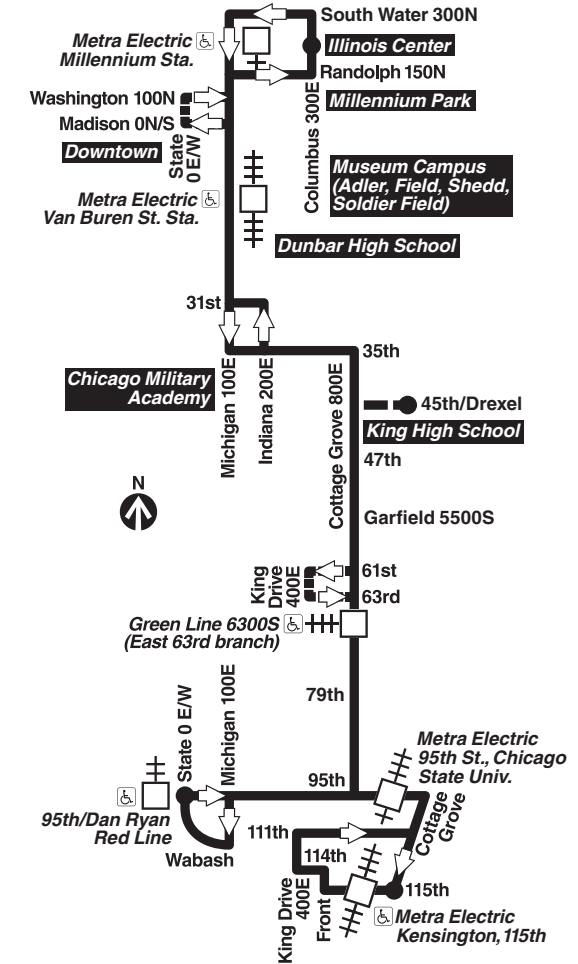 South Water 300N
Metra Electric
Millennium Sta.
Illinois Center
Randolph 150N
Washington 100N
Madison 0N/S
Millennium Park
Columbus 300E
Downtown
State
0 E/W
Museum Campus
(Adler, Field, Shedd,
Soldier Field)
Metra Electric
Van Buren St. Sta.
Dunbar High School
31st
35th
Michigan 100E
Indiana 200E
Chicago Military
Academy
Cottage Grove 800E
45th/Drexel
King High School
47th
N
Garfield 5500S
King
Drive
400E
61st
63rd
Green Line 6300S
(East 63rd branch)
State 0 E/W
Michigan 100E
79th
Metra Electric
95th St., Chicago
State Univ.
95th
95th/Dan Ryan
Red Line
Wabash
Cottage
Grove
111th
114th
King Drive
400E
Front
115th
Metra Electric
Kensington, 115th